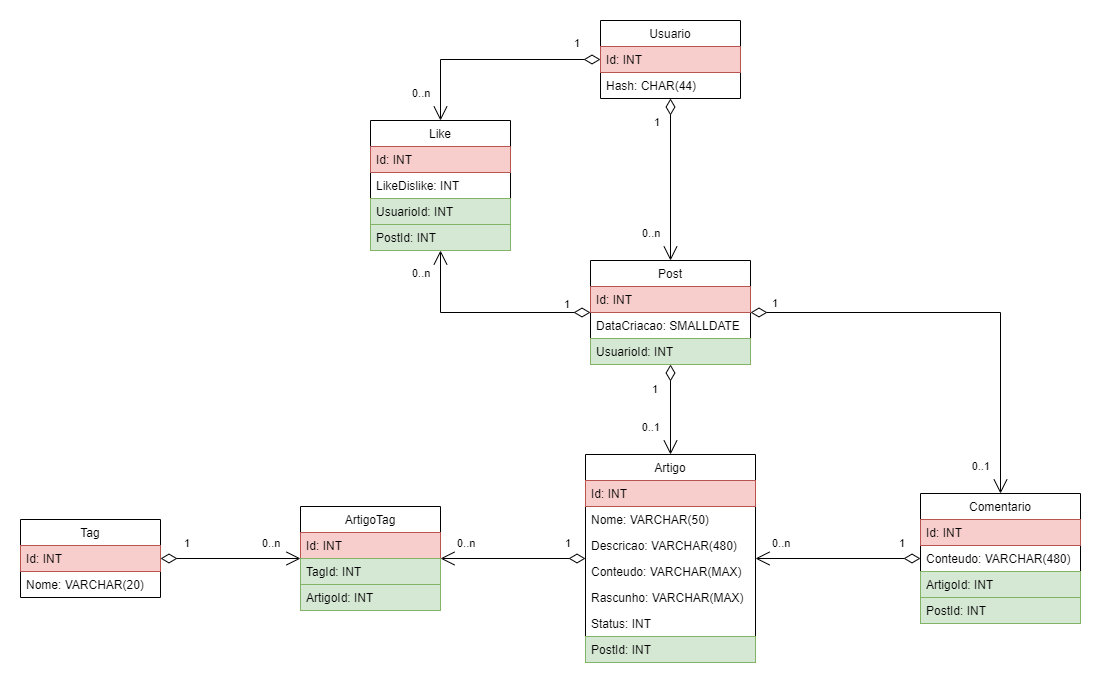 Usuario
Id: INT
Hash: CHAR(44)
1
0..n
1
0..n
Like
Id: INT
LikeDislike: INT
UsuarioId: INT
PostId: INT
0..n
1
Post
Id: INT
DataCriacao: SMALLDATE
UsuarioId: INT
1
0..1
1
0..1
Tag
Id: INT
Nome: VARCHAR(20)
1
0..n
ArtigoTag
Id: INT
TagId: INT
ArtigoId: INT
0..n
1
Artigo
Id: INT
Nome: VARCHAR(50)
Descricao: VARCHAR(480)
Conteudo: VARCHAR(MAX)
Rascunho: VARCHAR(MAX)
Status: INT
PostId: INT
0..n
1
Comentario
Id: INT
Conteudo: VARCHAR(480)
ArtigoId: INT
PostId: INT